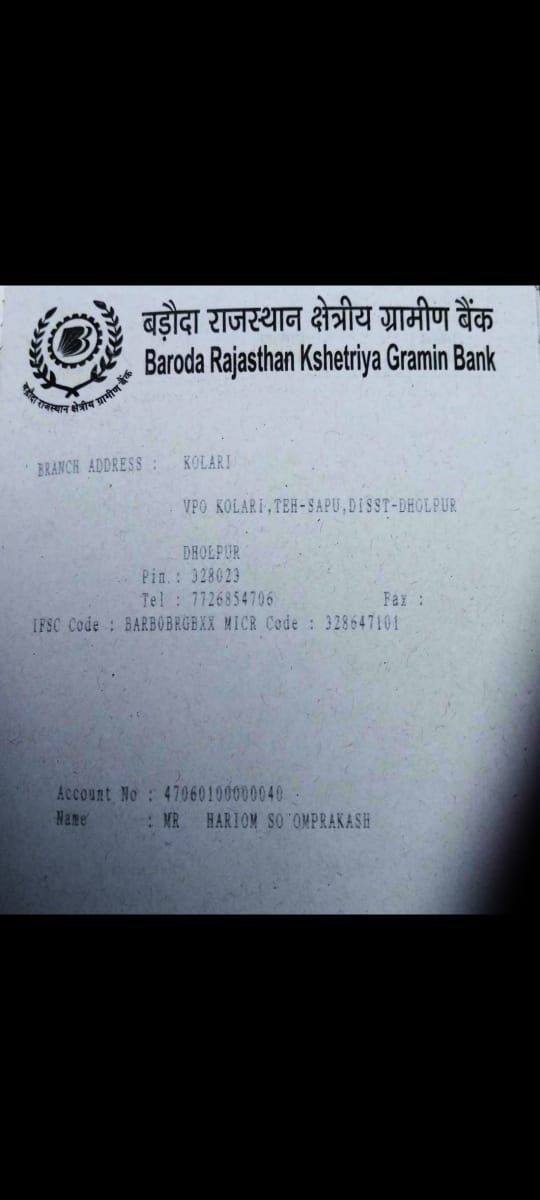 बड़ौदा राजस्थान क्षेत्रीय ग्रामीण बैंक
Baroda Rajasthan Kshetriya Gramin Bank
बड़ौदा राजस्थान क्षेत्रीय ग्रामीण बैंक
BRANCH ADDRESS : KOLARI
VPO KOLARI,TEH-SAPU,DISST-DHOLPUR
DHOLPUR
Pin : 328023
Tel : 7726854706 Fax :
IFSC Code : BARB0BRGBXX MICR Code : 328647101
Account No : 47060100000040
Name : MR HARIOM SO OMPRAKASH